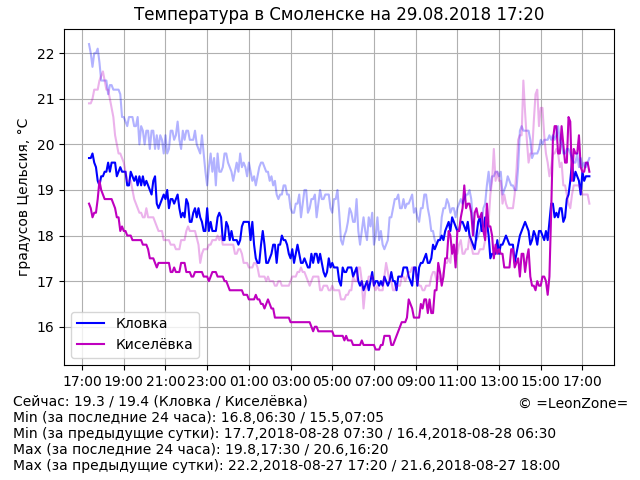 Температура в Смоленске на 29.08.2018 17:20
градусов Цельсия, °C
22
21
20
19
18
17
16
Кловка
Киселёвка
17:00 19:00 21:00 23:00 01:00 03:00 05:00 07:00 09:00 11:00 13:00 15:00 17:00
Сейчас: 19.3 / 19.4 (Кловка / Киселёвка)
© =LeonZone=
Min (за последние 24 часа): 16.8,06:30 / 15.5,07:05
Min (за предыдущие сутки): 17.7,2018-08-28 07:30 / 16.4,2018-08-28 06:30
Max (за последние 24 часа): 19.8,17:30 / 20.6,16:20
Max (за предыдущие сутки): 22.2,2018-08-27 17:20 / 21.6,2018-08-27 18:00